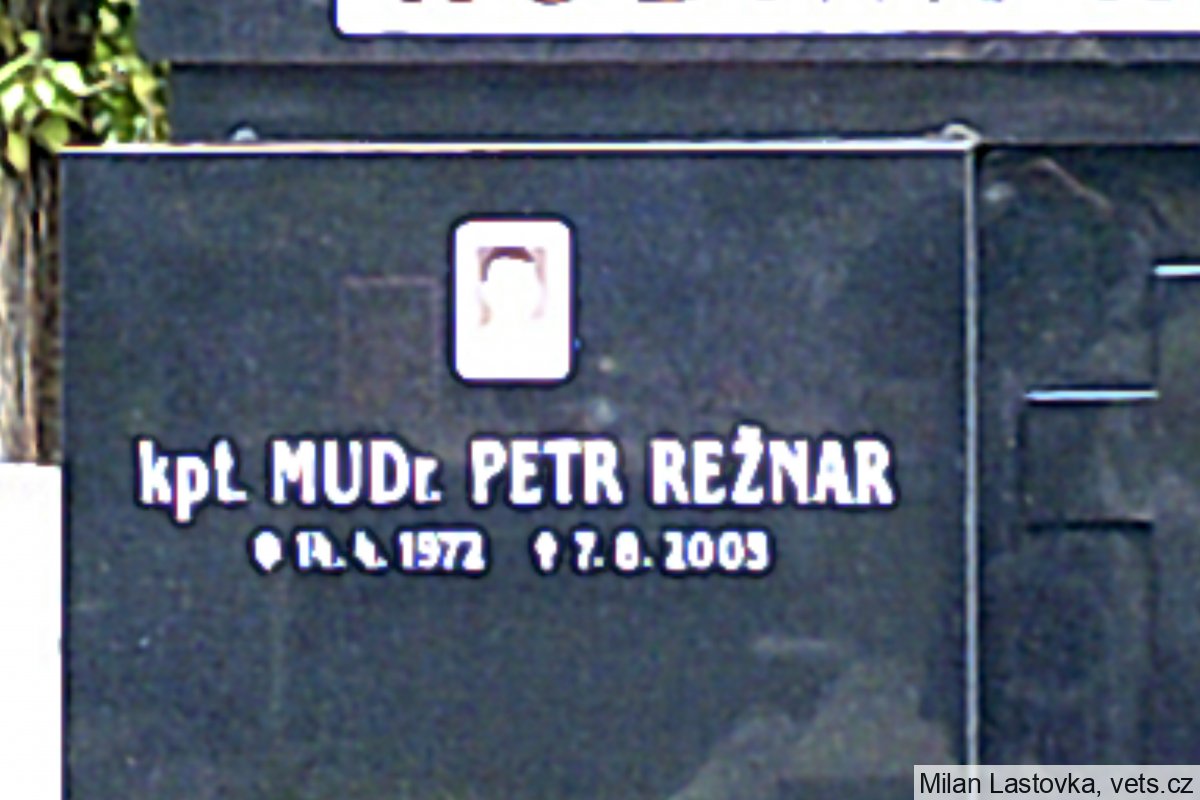 kpt. MUDr. PETR REŽNAR
* 14. 4. 1972 † 7. 8. 2003
Milan Lastovka, vets.cz